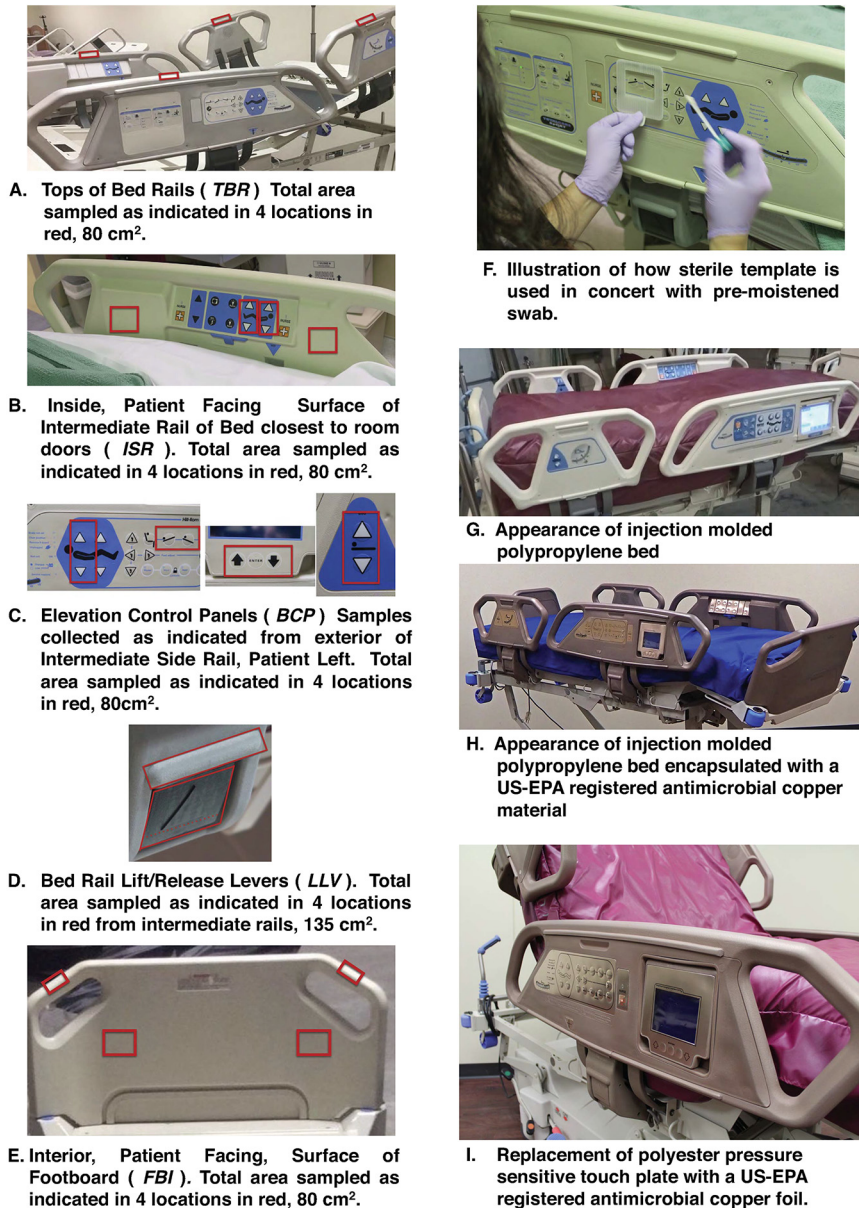 A. Tops of Bed Rails ( TBR ) Total area
sampled as indicated in 4 locations in
red, 80 cm².
B. Inside, Patient Facing Surface of
Intermediate Rail of Bed closest to room
doors ( ISR ). Total area sampled as
indicated in 4 locations in red, 80 cm².
ENTER
C. Elevation Control Panels ( BCP ) Samples
collected as indicated from exterior of
Intermediate Side Rail, Patient Left. Total
area sampled as indicated in 4 locations
in red, 80cm².
D. Bed Rail Lift/Release Levers ( LLV ). Total
area sampled as indicated in 4 locations
in red from intermediate rails, 135 cm².
E. Interior, Patient Facing, Surface of
Footboard ( FBI ). Total area sampled as
indicated in 4 locations in red, 80 cm².
F. Illustration of how sterile template is
used in concert with pre-moistened
swab.
G. Appearance of injection molded
polypropylene bed
H. Appearance of injection molded
polypropylene bed encapsulated with a
US-EPA registered antimicrobial copper
material
I. Replacement of polyester pressure
sensitive touch plate with a US-EPA
registered antimicrobial copper foil.